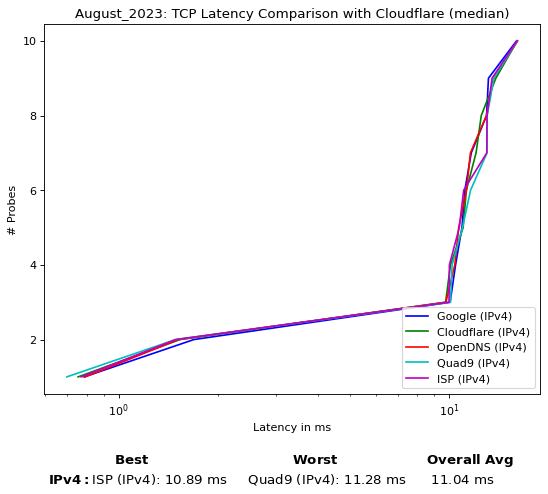 August_2023: TCP Latency Comparison with Cloudflare (median)
# Probes
10
8
6
4
2
Google (IPv4)
Cloudflare (IPv4)
OpenDNS (IPv4)
Quad9 (IPv4)
ISP (IPv4)
10⁰ 10¹
Latency in ms
Best Worst Overall Avg
IPv4: ISP (IPv4): 10.89 ms Quad9 (IPv4): 11.28 ms 11.04 ms